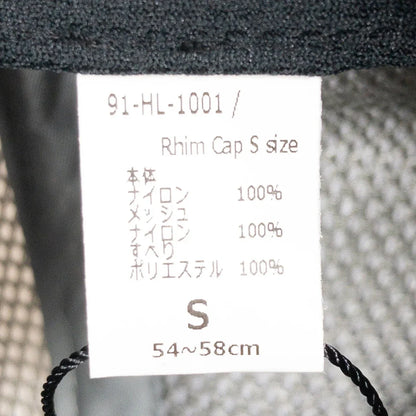 91-HL-1001/
Rhim Cap S size
本体
ナイロン 100%
メッシュ
ナイロン 100%
すべり
ポリエステル 100%
S
54~58cm